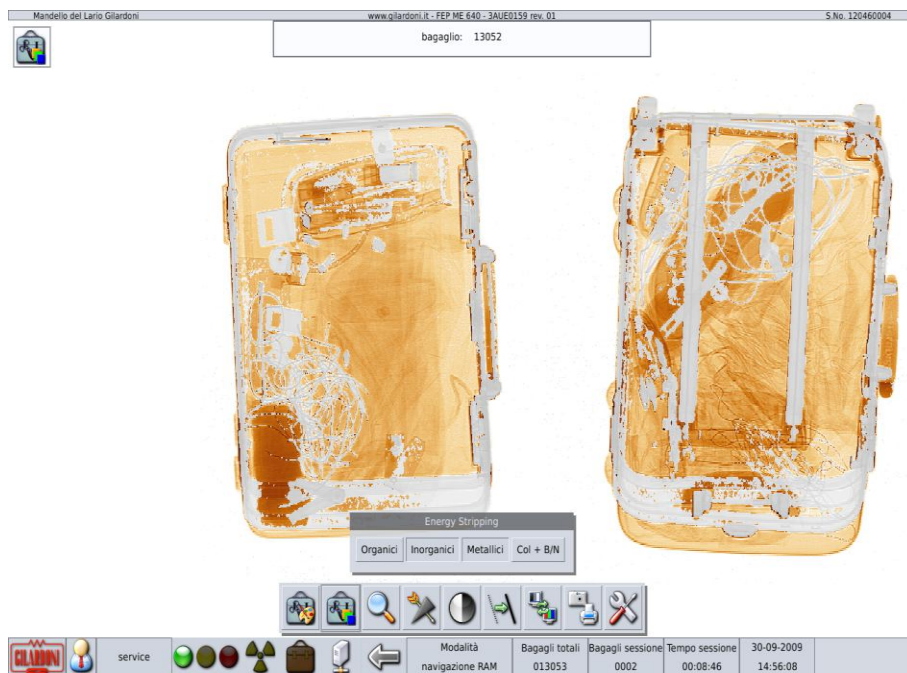 Mandello del Lario Gilardoni
www.gilardoni.it - FEP ME 640 - 3AUE0159 rev. 01
S.No. 120460004
bagaglio: 13052
Energy Stripping
Organici Inorganici Metallici Col + B/N
GILARDONI
service
Modalità
navigazione RAM
Bagagli totali
013053
Bagagli sessione
0002
Tempo sessione
00:08:46
30-09-2009
14:56:08